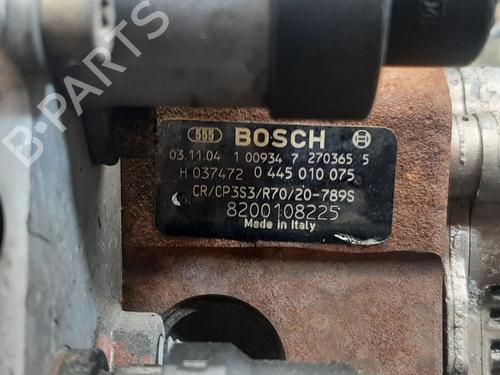 555 BOSCH
03.11.04 1 00934 7 270365 5
H 037472 0 445 010 075
CR/CP3S3/R70/20-789S
8200108225
Made in Italy
B-PARTS